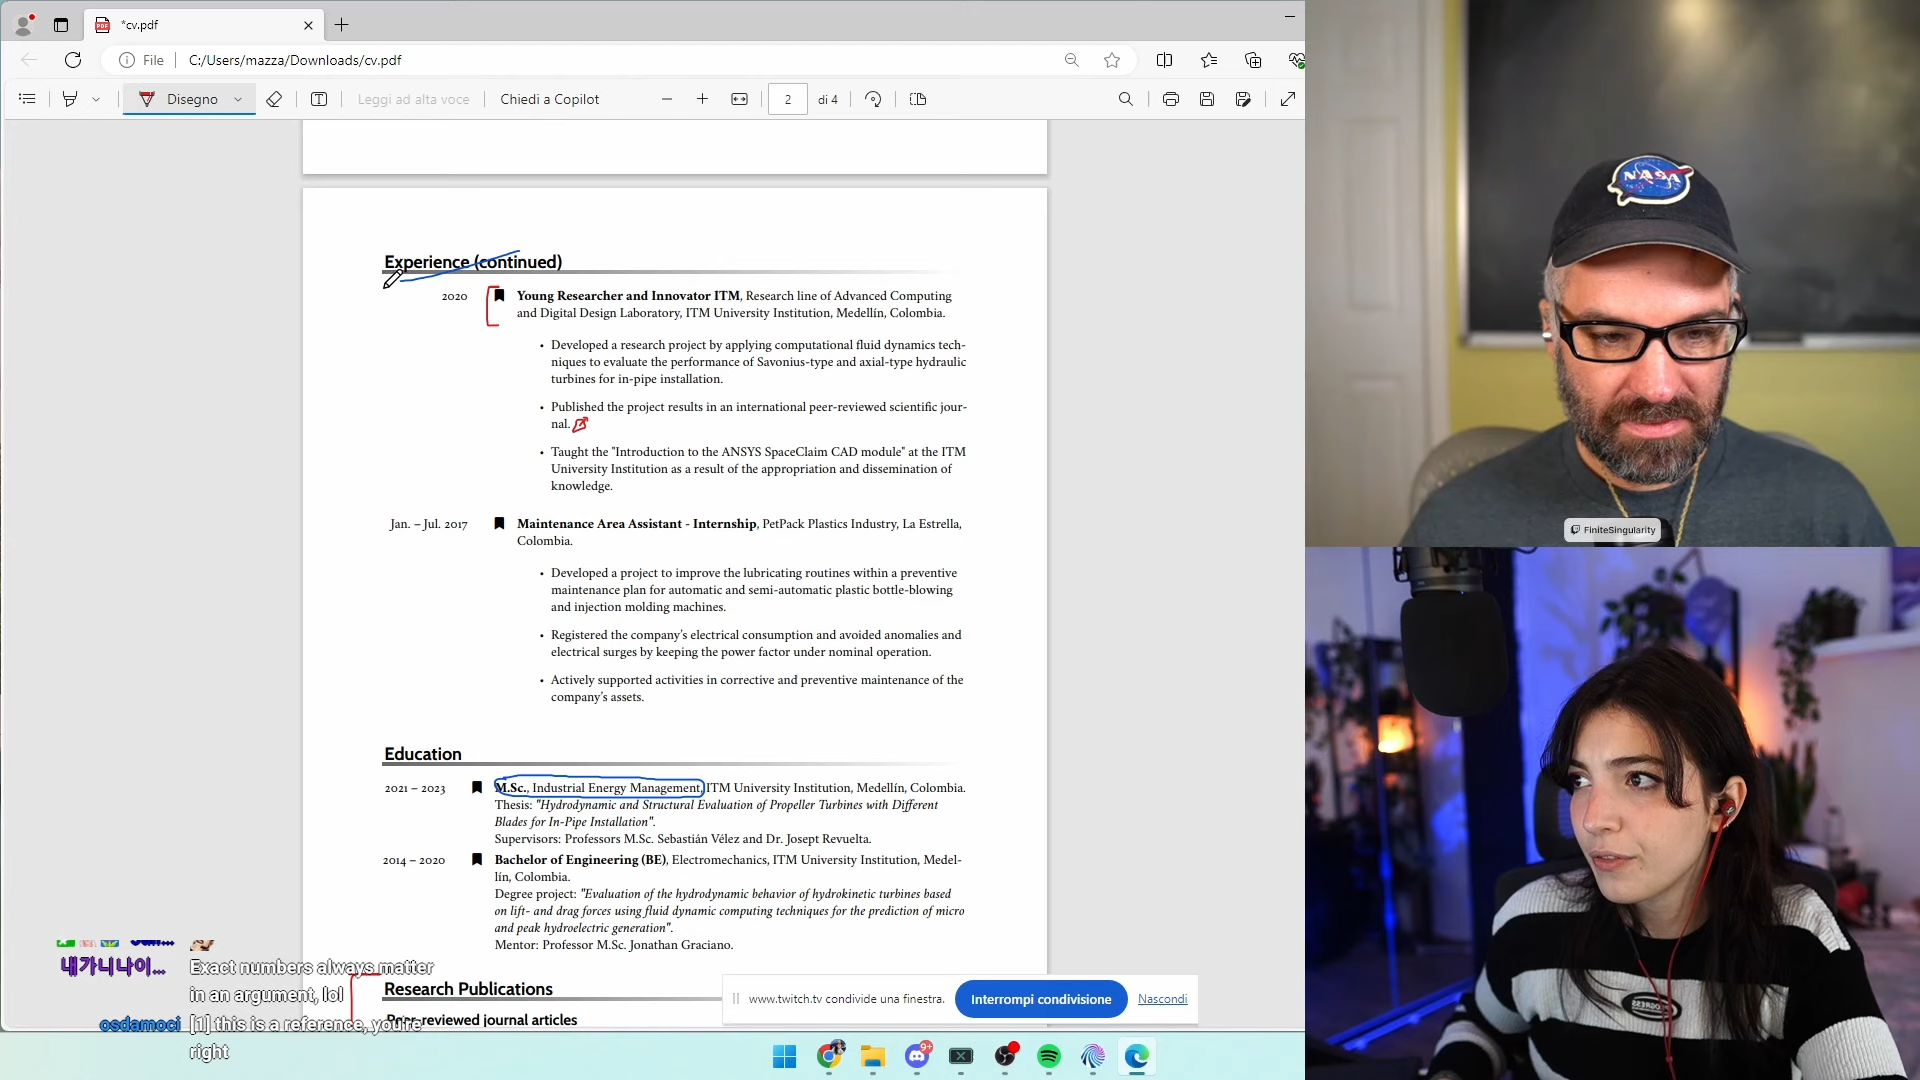 *cv.pdf
File
C:/Users/mazza/Downloads/cv.pdf
Disegno
Leggi ad alta voce
Chiedi a Copilot
2
di 4
Experience (continued)
2020
Young Researcher and Innovator ITM, Research line of Advanced Computing
and Digital Design Laboratory, ITM University Institution, Medellín, Colombia.
• Developed a research project by applying computational fluid dynamics tech-
niques to evaluate the performance of Savonius-type and axial-type hydraulic
turbines for in-pipe installation.
• Published the project results in an international peer-reviewed scientific jour-
nal.
• Taught the "Introduction to the ANSYS SpaceClaim CAD module" at the ITM
University Institution as a result of the appropriation and dissemination of
knowledge.
Jan. – Jul. 2017
Maintenance Area Assistant - Internship, PetPack Plastics Industry, La Estrella,
Colombia.
• Developed a project to improve the lubricating routines within a preventive
maintenance plan for automatic and semi-automatic plastic bottle-blowing
and injection molding machines.
• Registered the company's electrical consumption and avoided anomalies and
electrical surges by keeping the power factor under nominal operation.
• Actively supported activities in corrective and preventive maintenance of the
company's assets.
Education
2021 – 2023
M.Sc., Industrial Energy Management, ITM University Institution, Medellín, Colombia.
Thesis: "Hydrodynamic and Structural Evaluation of Propeller Turbines with Different
Blades for In-Pipe Installation".
Supervisors: Professors M.Sc. Sebastián Vélez and Dr. Josept Revuelta.
2014 – 2020
Bachelor of Engineering (BE), Electromechanics, ITM University Institution, Medel-
lín, Colombia.
Degree project: "Evaluation of the hydrodynamic behavior of hydrokinetic turbines based
on lift- and drag forces using fluid dynamic computing techniques for the prediction of micro
and peak hydroelectric generation".
Mentor: Professor M.Sc. Jonathan Graciano.
Research Publications
Peer-reviewed journal articles
www.twitch.tv condivide una finestra.
Interrompi condivisione
Nascondi
내가니나이...
Exact numbers always matter
in an argument, lol
osdamoci
[1] this is a reference, you're
right
9+
NASA
FiniteSingularity